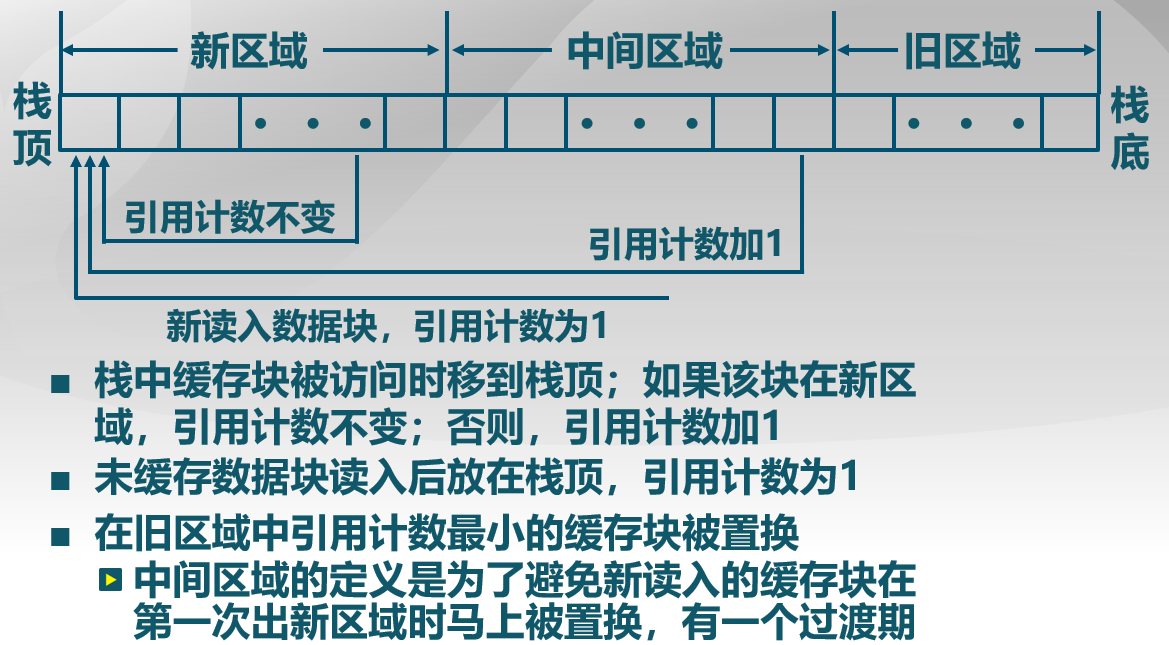 新区域 中间区域 旧区域
栈顶
栈底
引用计数不变
引用计数加1
新读入数据块，引用计数为1
栈中缓存块被访问时移到栈顶；如果该块在新区
域，引用计数不变；否则，引用计数加1
未缓存数据块读入后放在栈顶，引用计数为1
在旧区域中引用计数最小的缓存块被置换
中间区域的定义是为了避免新读入的缓存块在
第一次出新区域时马上被置换，有一个过渡期